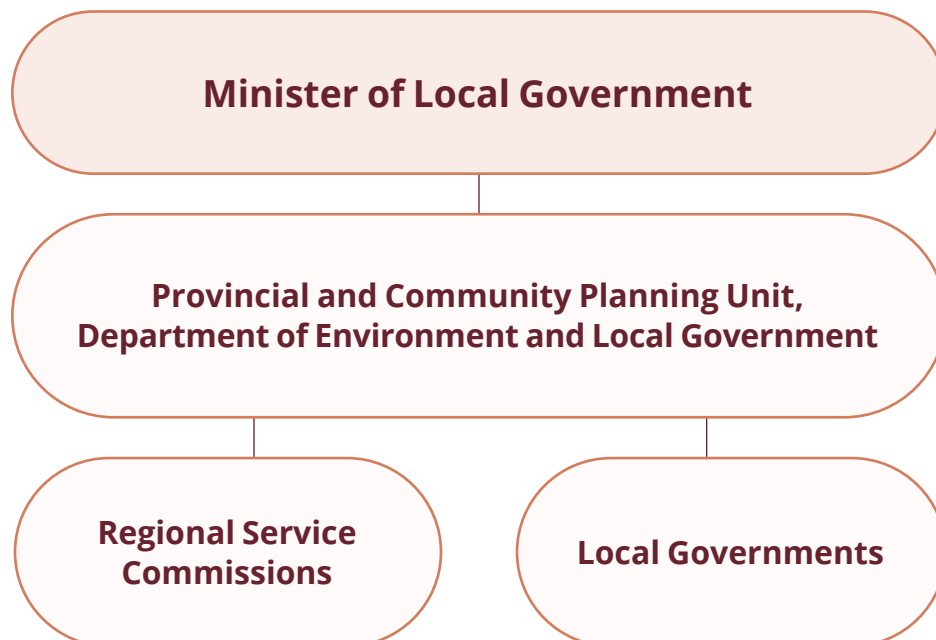 Minister of Local Government
Provincial and Community Planning Unit,
Department of Environment and Local Government
Regional Service
Commissions
Local Governments